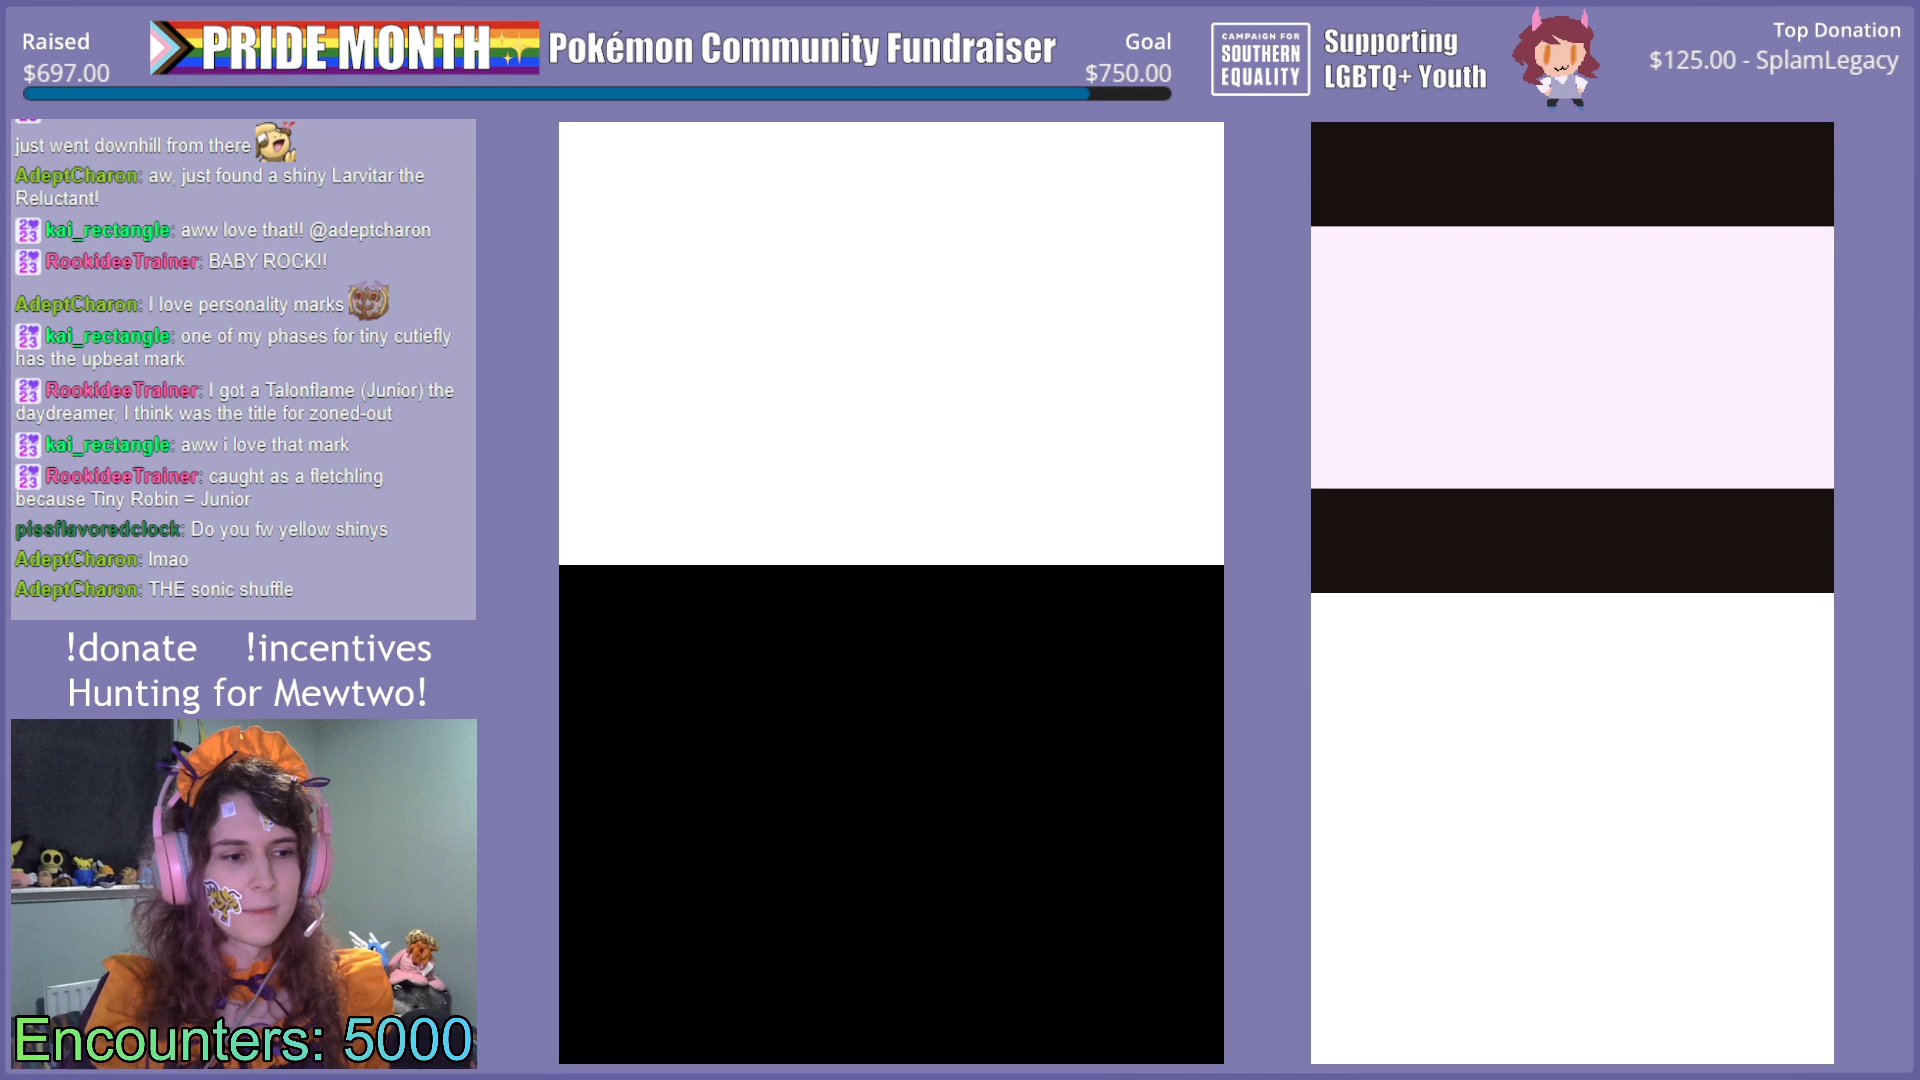 Raised
$697.00
PRIDE MONTH
Pokémon Community Fundraiser
Goal
$750.00
CAMPAIGN FOR
SOUTHERN
EQUALITY
Supporting
LGBTQ+ Youth
Top Donation
$125.00 - SplamLegacy
just went downhill from there
AdeptCharon: aw, just found a shiny Larvitar the
Reluctant!
kai_rectangle: aww love that!! @adeptcharon
RookideeTrainer: BABY ROCK!!
AdeptCharon: I love personality marks
kai_rectangle: one of my phases for tiny cutiefly
has the upbeat mark
RookideeTrainer: I got a Talonflame (Junior) the
daydreamer, I think was the title for zoned-out
kai_rectangle: aww i love that mark
RookideeTrainer: caught as a fletchling
because Tiny Robin = Junior
pissflavoredclock: Do you fw yellow shinys
AdeptCharon: lmao
AdeptCharon: THE sonic shuffle
!donate !incentives
Hunting for Mewtwo!
Encounters: 5000